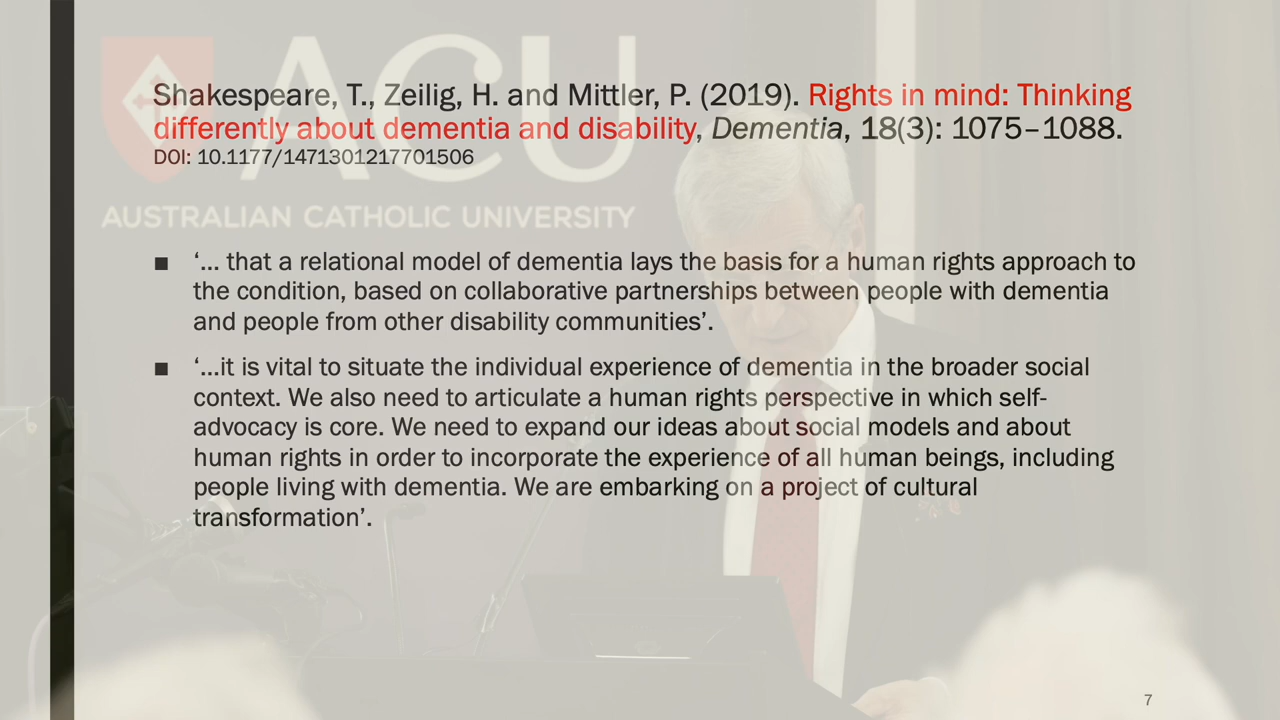 ACU
AUSTRALIAN CATHOLIC UNIVERSITY
Shakespeare, T., Zeilig, H. and Mittler, P. (2019). Rights in mind: Thinking
differently about dementia and disability, Dementia, 18(3): 1075–1088.
DOI: 10.1177/1471301217701506
■ ‘... that a relational model of dementia lays the basis for a human rights approach to
the condition, based on collaborative partnerships between people with dementia
and people from other disability communities’.
■ ‘...it is vital to situate the individual experience of dementia in the broader social
context. We also need to articulate a human rights perspective in which self-
advocacy is core. We need to expand our ideas about social models and about
human rights in order to incorporate the experience of all human beings, including
people living with dementia. We are embarking on a project of cultural
transformation’.
7